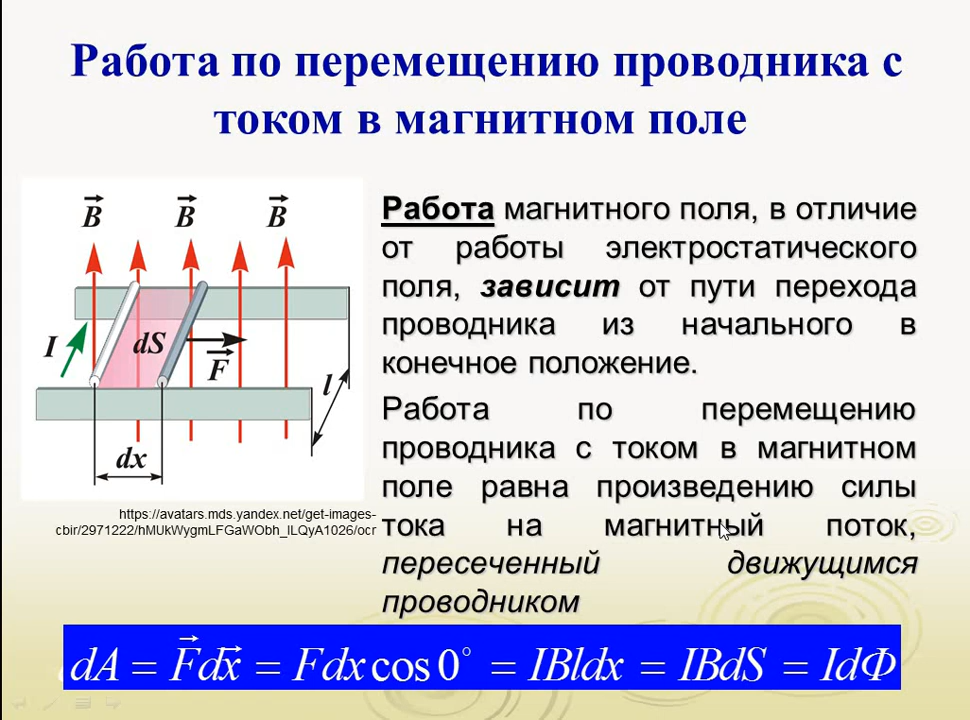 Работа по перемещению проводника с
током в магнитном поле
B B B
I
dS
F
l
dx
https://avatars.mds.yandex.net/get-images-
cbir/2971222/hMUkWygmLFGaWObh_ILQyA1026/ocr
Работа магнитного поля, в отличие
от работы электростатического
поля, зависит от пути перехода
проводника из начального в
конечное положение.
Работа по перемещению
проводника с током в магнитном
поле равна произведению силы
тока на магнитный поток,
пересеченный движущимся
проводником
dA = F⃗dx⃗ = Fdx cos 0° = IBldx = IBdS = IdФ